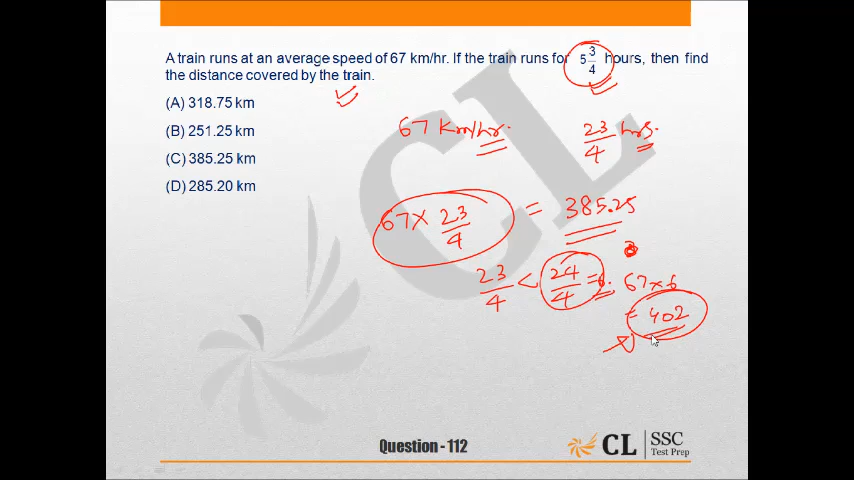 A train runs at an average speed of 67 km/hr. If the train runs for 5 3/4 hours, then find
the distance covered by the train.
(A) 318.75 km
(B) 251.25 km
(C) 385.25 km
(D) 285.20 km
67 Km/hr. 23/4 hrs.
67 × 23/4 = 385.25
23/4 < 24/4 = 6. 67×6
= 402
CL
Question - 112
CL SSC
Test Prep